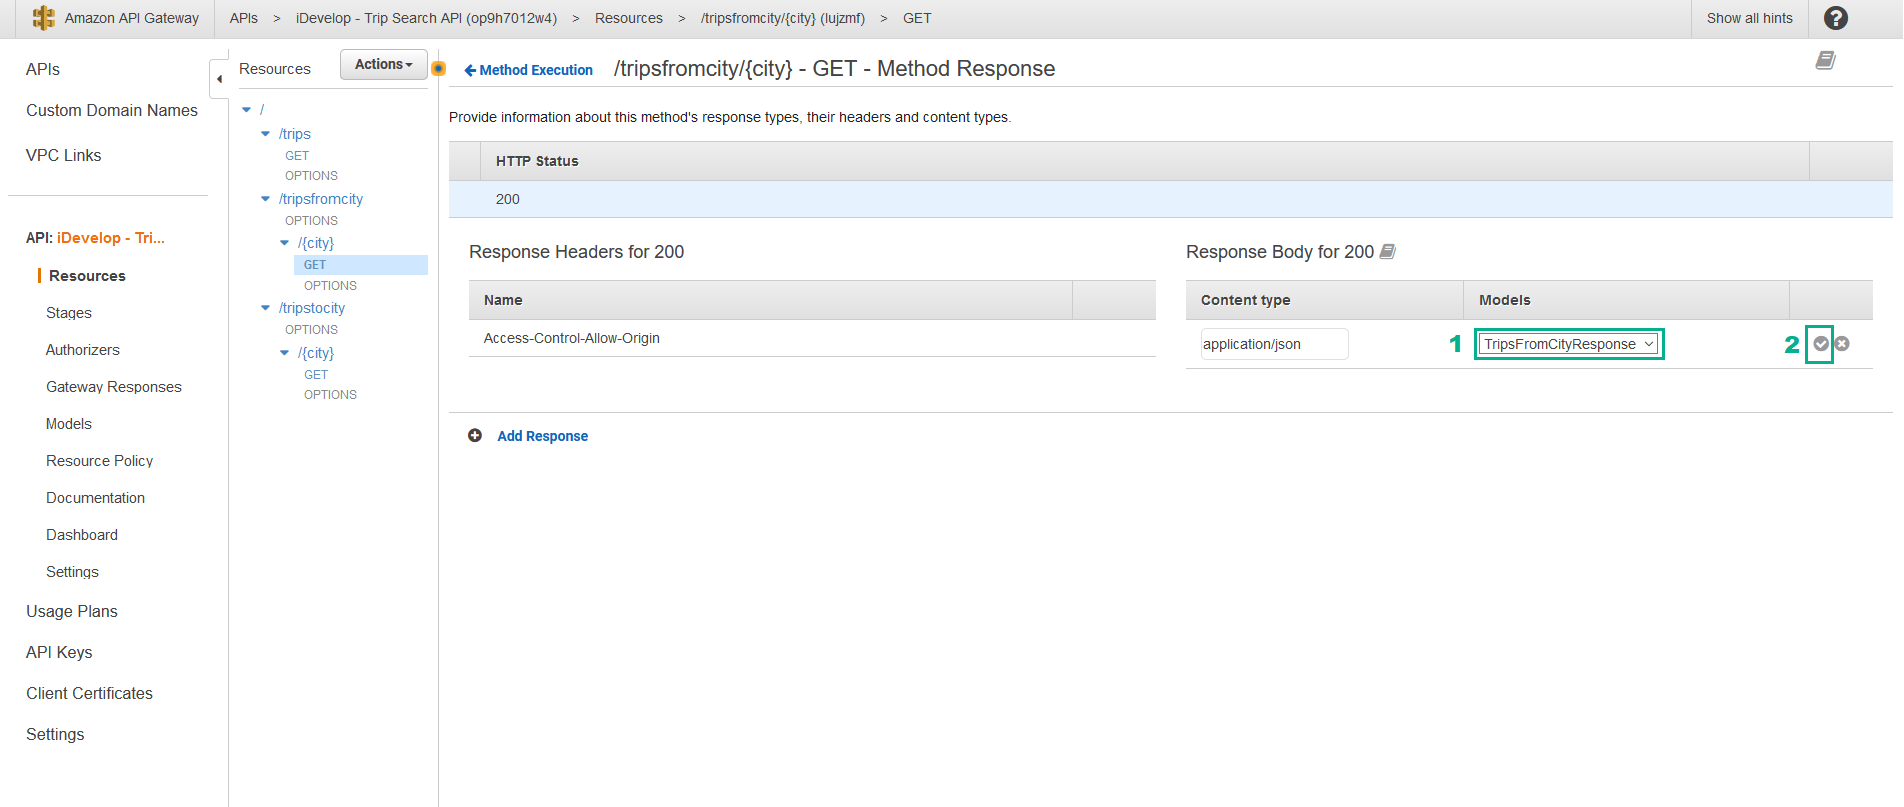 Amazon API Gateway
APIs > iDevelop - Trip Search API (op9h7012w4) > Resources > /tripsfromcity/{city} (lujzmf) > GET
Show all hints
?
APIs
Custom Domain Names
VPC Links
API: iDevelop - Tri...
Resources
Stages
Authorizers
Gateway Responses
Models
Resource Policy
Documentation
Dashboard
Settings
Usage Plans
API Keys
Client Certificates
Settings
Resources
Actions
/
/trips
GET
OPTIONS
/tripsfromcity
OPTIONS
/{city}
GET
OPTIONS
/tripstocity
OPTIONS
/{city}
GET
OPTIONS
Method Execution
/tripsfromcity/{city} - GET - Method Response
Provide information about this method's response types, their headers and content types.
HTTP Status
200
Response Headers for 200
Name
Access-Control-Allow-Origin
Response Body for 200
Content type
Models
application/json
1
TripsFromCityResponse
2
Add Response